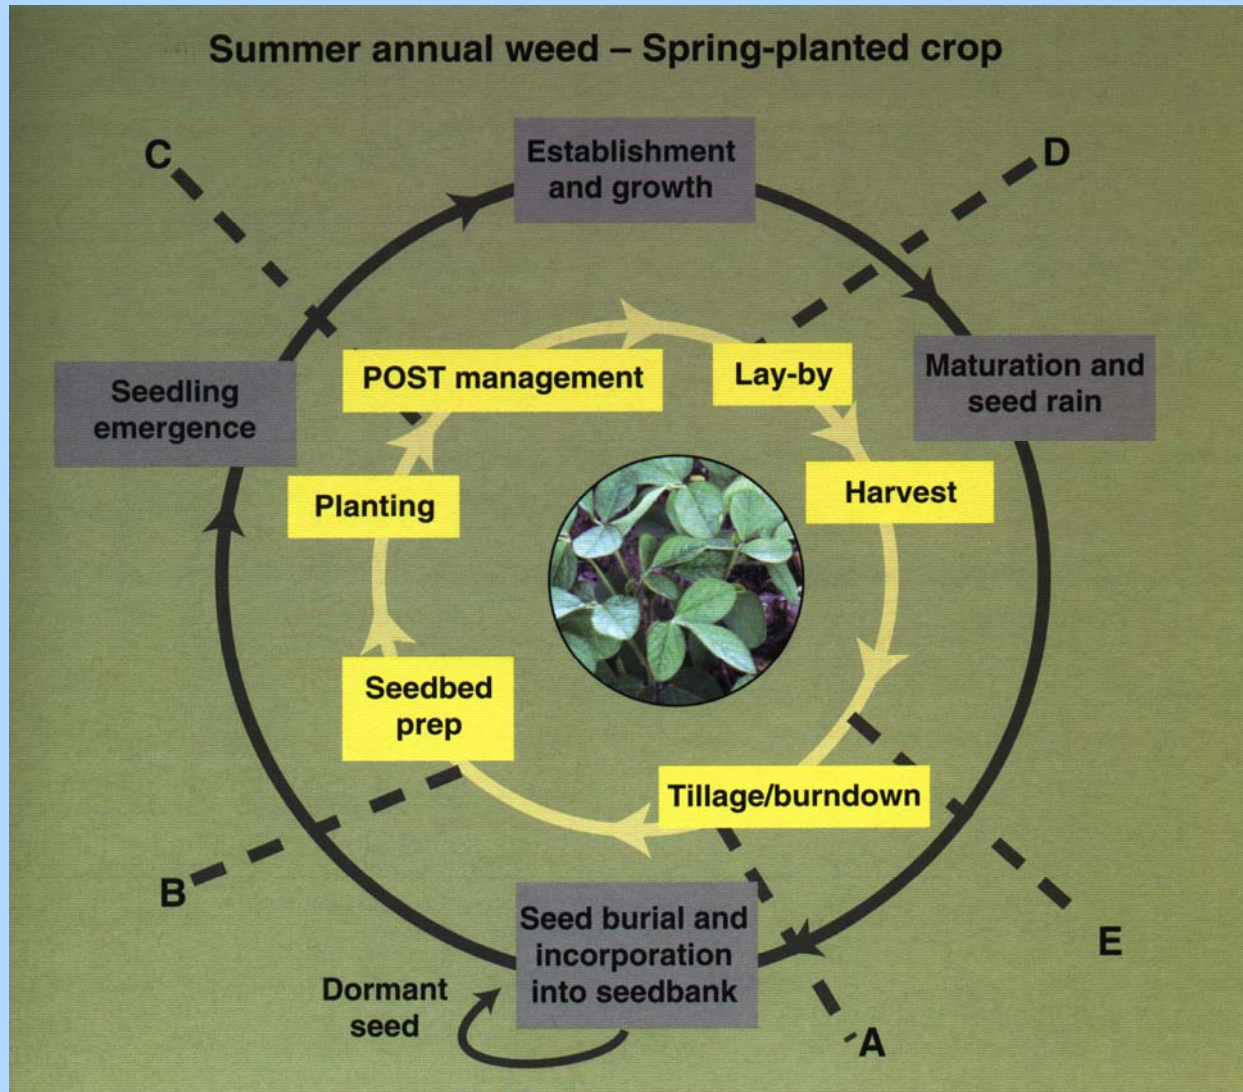 Summer annual weed – Spring-planted crop
C
Establishment
and growth
D
Seedling
emergence
POST management
Lay-by
Maturation and
seed rain
Planting
Harvest
Seedbed
prep
Tillage/burndown
B
Seed burial and
incorporation
into seedbank
E
Dormant
seed
A